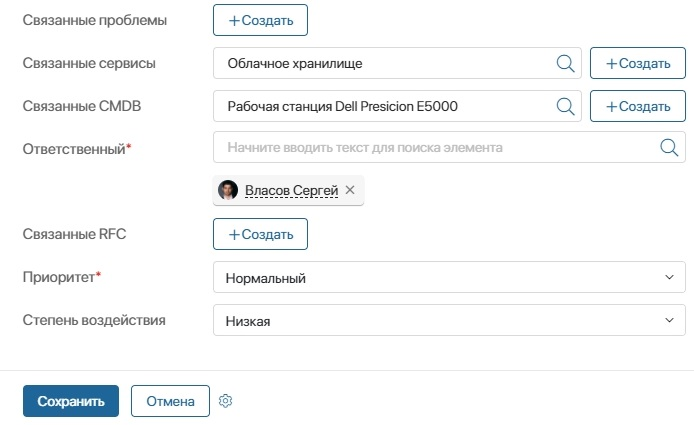 Связанные проблемы +Создать
Связанные сервисы Облачное хранилище +Создать
Связанные CMDB Рабочая станция Dell Presicion E5000 +Создать
Ответственный* Начните вводить текст для поиска элемента
Власов Сергей ×
Связанные RFC +Создать
Приоритет* Нормальный
Степень воздействия Низкая
Сохранить Отмена